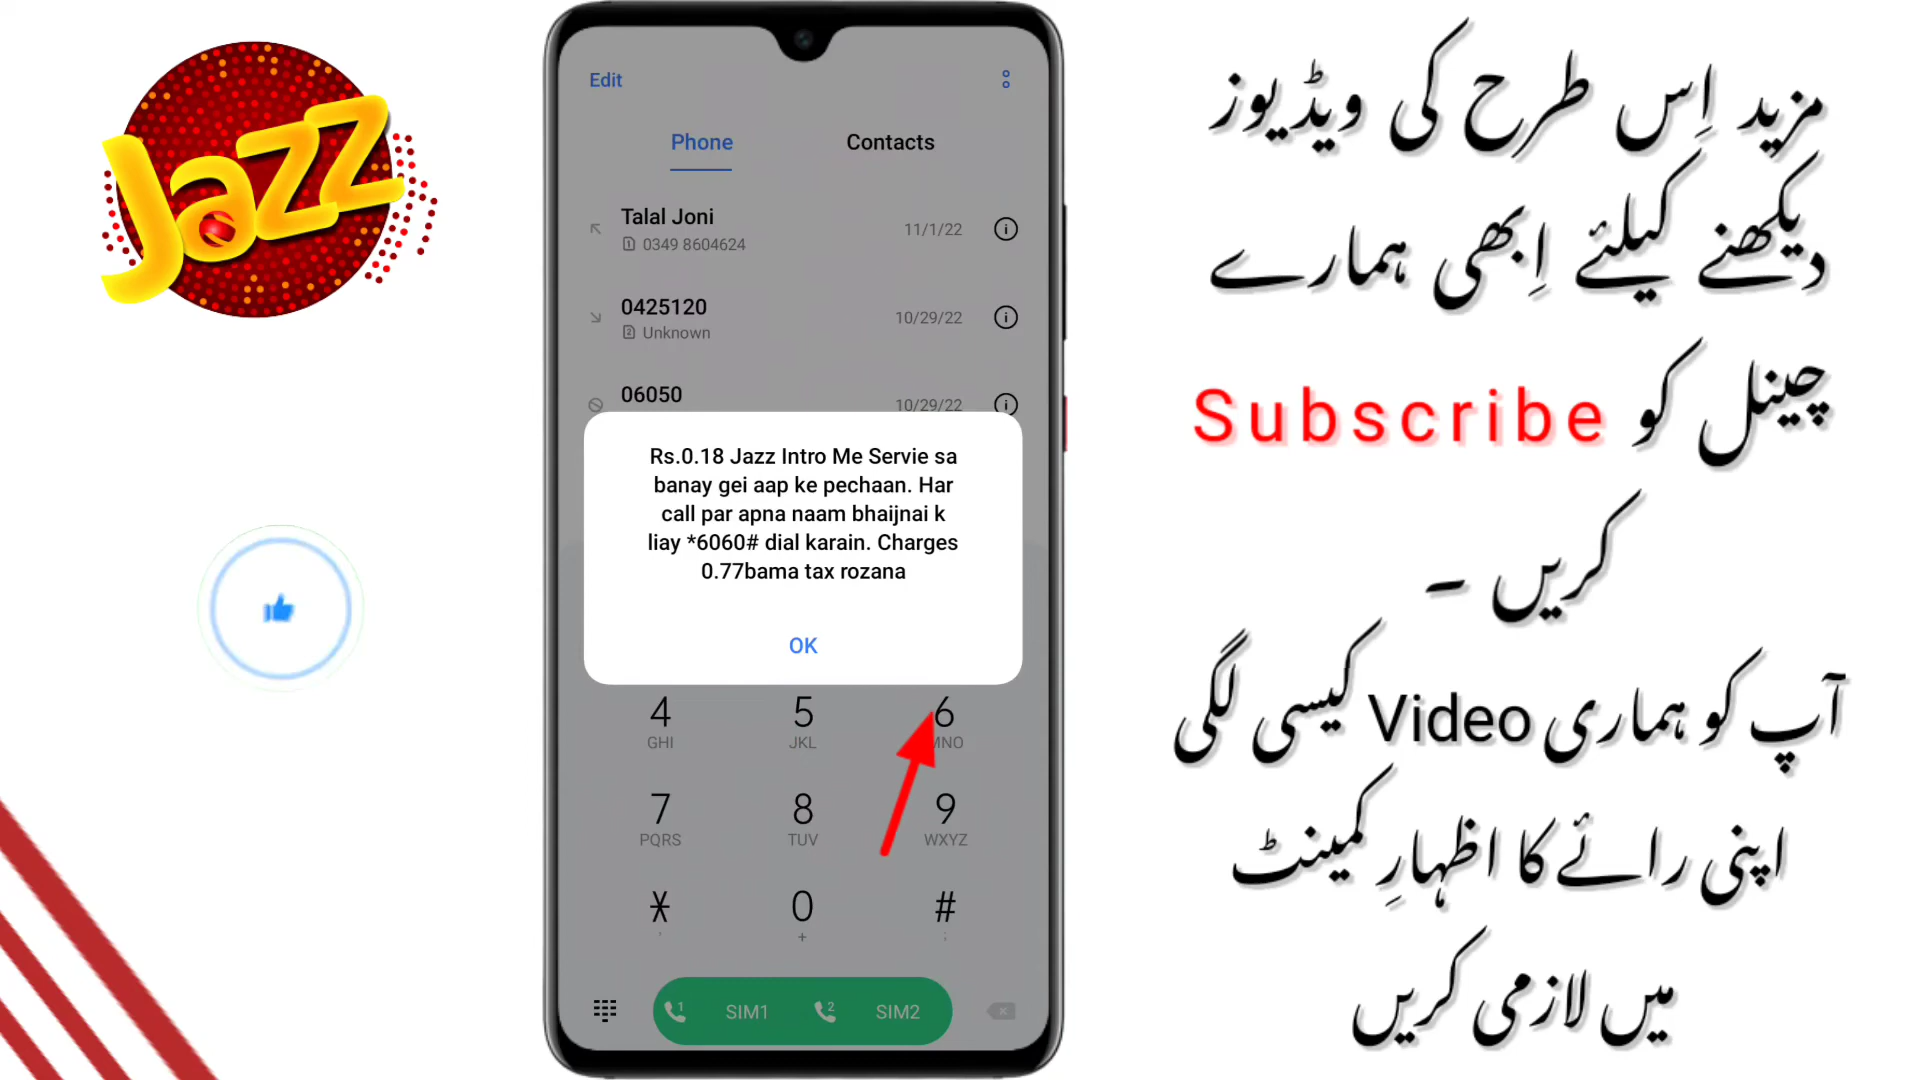 Jazz
Edit
Phone
Contacts
Talal Joni
1 0349 8604624
11/1/22
0425120
2 Unknown
10/29/22
06050
10/29/22
Rs.0.18 Jazz Intro Me Servie sa
banay gei aap ke pechaan. Har
call par apna naam bhaijnai k
liay *6060# dial karain. Charges
0.77bama tax rozana
OK
4
GHI
5
JKL
6
MNO
7
PQRS
8
TUV
9
WXYZ
*
,
0
+
#
;
1 SIM1
2 SIM2
مزید اِس طرح کی ویڈیوز
دیکھنے کیلئے اِبھی ہمارے
چینل کو Subscribe
کریں ۔
آپ کو ہماری Video کیسی لگی
اپنی رائے کا اظہارِ کمینٹ
میں لازمی کریں